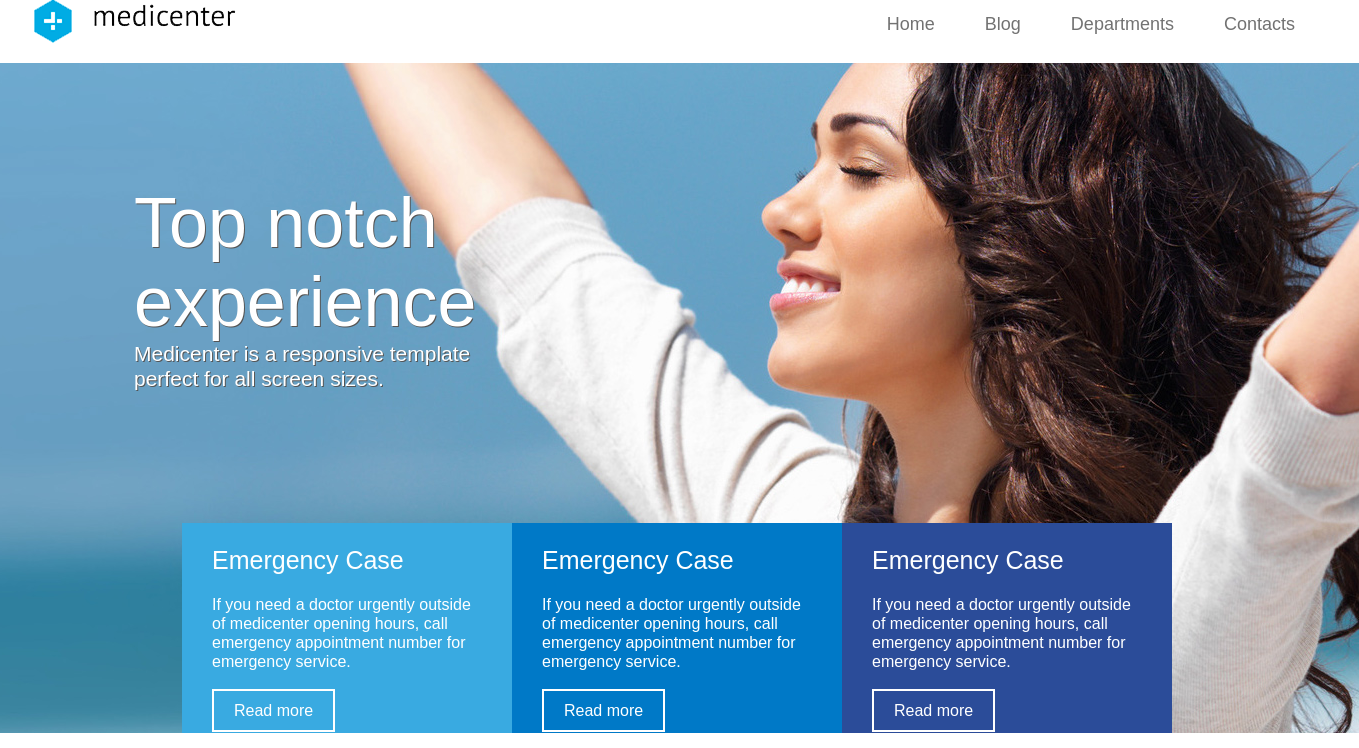 medicenter
Home Blog Departments Contacts
Top notch
experience
Medicenter is a responsive template
perfect for all screen sizes.
Emergency Case
If you need a doctor urgently outside
of medicenter opening hours, call
emergency appointment number for
emergency service.
Read more
Emergency Case
If you need a doctor urgently outside
of medicenter opening hours, call
emergency appointment number for
emergency service.
Read more
Emergency Case
If you need a doctor urgently outside
of medicenter opening hours, call
emergency appointment number for
emergency service.
Read more